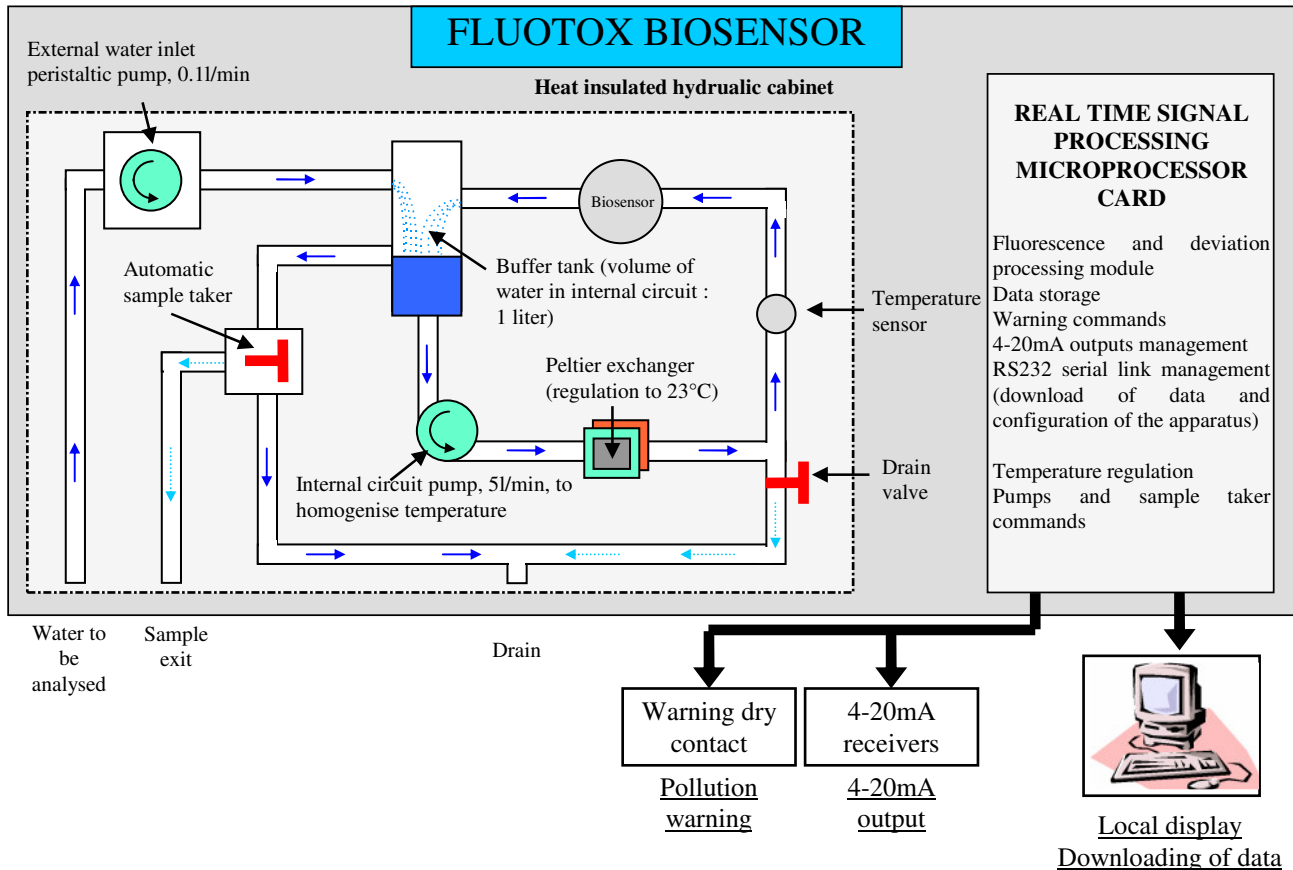 FLUOTOX BIOSENSOR
External water inlet
peristaltic pump, 0.1l/min
Heat insulated hydrualic cabinet
Biosensor
Automatic
sample taker
Buffer tank (volume of
water in internal circuit :
1 liter)
Temperature
sensor
Peltier exchanger
(regulation to 23°C)
Internal circuit pump, 5l/min, to
homogenise temperature
Drain
valve
REAL TIME SIGNAL
PROCESSING
MICROPROCESSOR
CARD
Fluorescence and deviation
processing module
Data storage
Warning commands
4-20mA outputs management
RS232 serial link management
(download of data and
configuration of the apparatus)
Temperature regulation
Pumps and sample taker
commands
Water to
be
analysed
Sample
exit
Drain
Warning dry
contact
Pollution
warning
4-20mA
receivers
4-20mA
output
Local display
Downloading of data